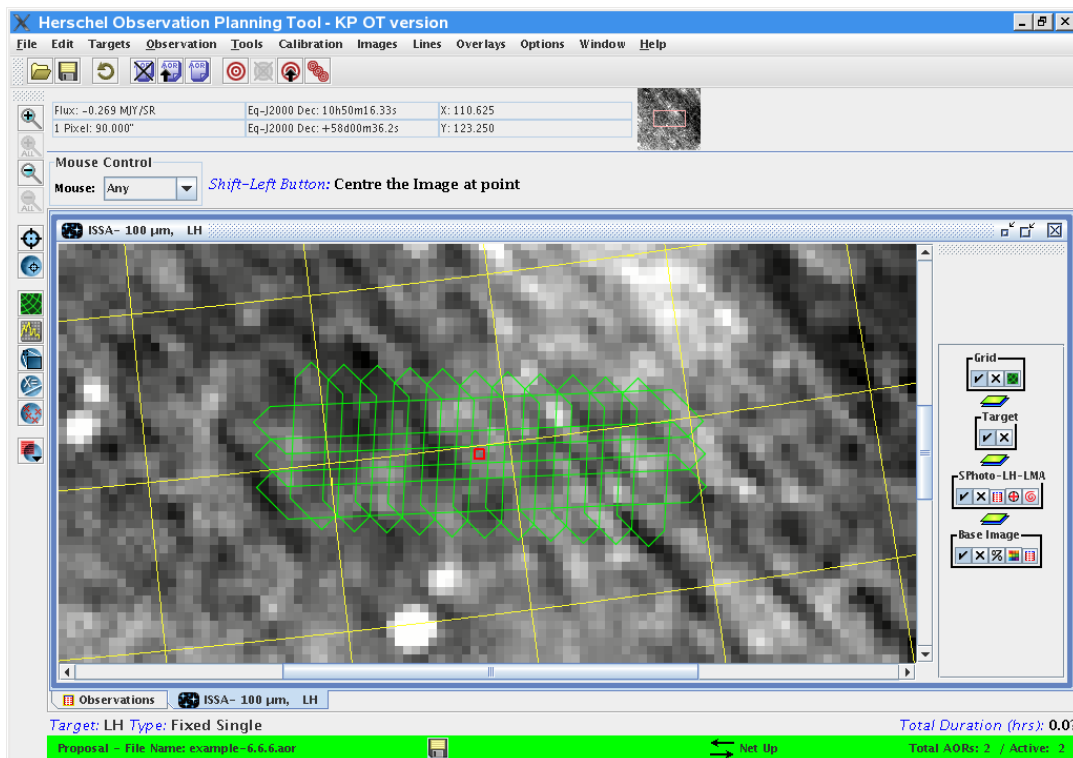 Herschel Observation Planning Tool - KP OT version
File Edit Targets Observation Tools Calibration Images Lines Overlays Options Window Help
AOR AOR
Flux: -0.269 MJY/SR Eq-J2000 Dec: 10h50m16.33s X: 110.625
1 Pixel: 90.000" Eq-J2000 Dec: +58d00m36.2s Y: 123.250
ALL
ALL
Mouse Control
Mouse: Any Shift-Left Button: Centre the Image at point
ISSA- 100 μm, LH
Grid
Target
SPhoto-LH-LMA
Base Image
Observations ISSA- 100 μm, LH
Target: LH Type: Fixed Single Total Duration (hrs): 0.0
Proposal - File Name: example-6.6.6.aor Net Up Total AORs: 2 / Active: 2